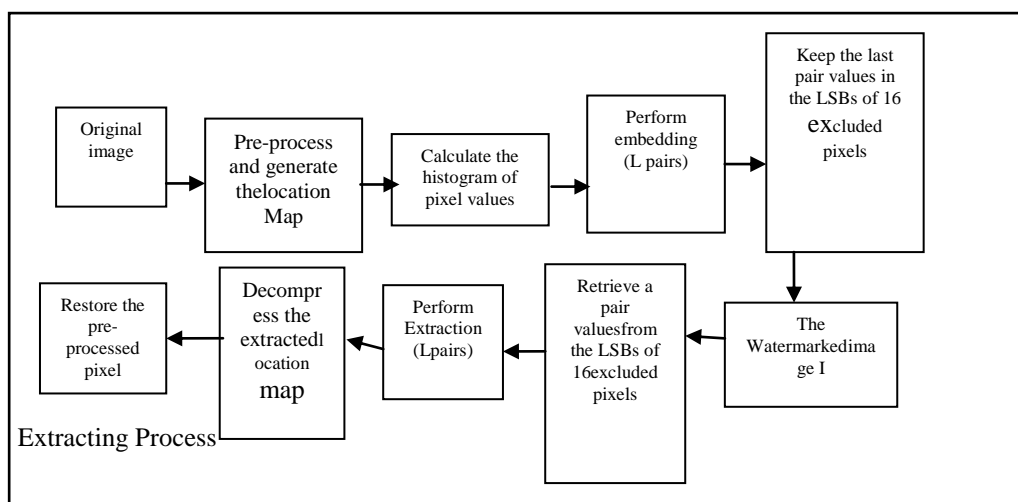 Original
image
Pre-process
and generate
thelocation
Map
Calculate the
histogram of
pixel values
Perform
embedding
(L pairs)
Keep the last
pair values in
the LSBs of 16
excluded
pixels
The
Watermarkedima
ge I
Retrieve a
pair
valuesfrom
the LSBs of
16excluded
pixels
Perform
Extraction
(Lpairs)
Decompr
ess the
extractedl
ocation
map
Restore the
pre-
processed
pixel
Extracting Process